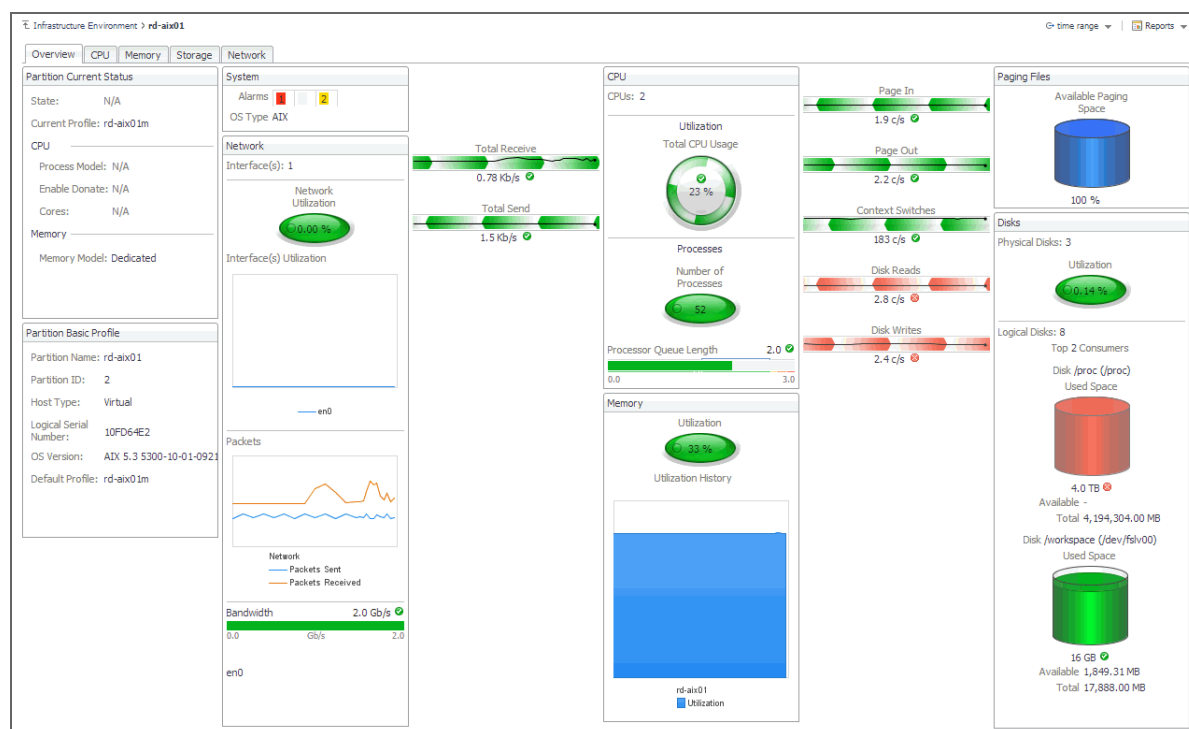 Infrastructure Environment > rd-aix01
time range
Reports
Overview
CPU
Memory
Storage
Network
Partition Current Status
State: N/A
Current Profile: rd-aix01m
CPU
Process Model: N/A
Enable Donate: N/A
Cores: N/A
Memory
Memory Model: Dedicated
Partition Basic Profile
Partition Name: rd-aix01
Partition ID: 2
Host Type: Virtual
Logical Serial
Number: 10FD64E2
OS Version: AIX 5.3 5300-10-01-0921
Default Profile: rd-aix01m
System
Alarms 1 2
OS Type AIX
Network
Interface(s): 1
Network
Utilization
0.00 %
Interface(s) Utilization
en0
Packets
Network
Packets Sent
Packets Received
Bandwidth 2.0 Gb/s
0.0 Gb/s 2.0
en0
Total Receive
0.78 Kb/s
Total Send
1.5 Kb/s
CPU
CPUs: 2
Utilization
Total CPU Usage
23 %
Processes
Number of
Processes
52
Processor Queue Length 2.0
0.0 3.0
Memory
Utilization
33 %
Utilization History
rd-aix01
Utilization
Page In
1.9 c/s
Page Out
2.2 c/s
Context Switches
183 c/s
Disk Reads
2.8 c/s
Disk Writes
2.4 c/s
Paging Files
Available Paging
Space
100 %
Disks
Physical Disks: 3
Utilization
0.14 %
Logical Disks: 8
Top 2 Consumers
Disk /proc (/proc)
Used Space
4.0 TB
Available -
Total 4,194,304.00 MB
Disk /workspace (/dev/fslv00)
Used Space
16 GB
Available 1,849.31 MB
Total 17,888.00 MB